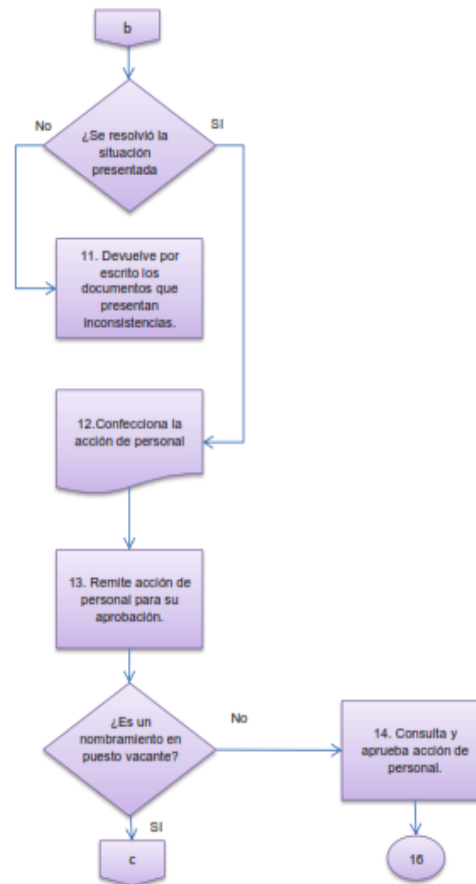 b
No
SI
¿Se resolvió la
situación
presentada
11. Devuelve por
escrito los
documentos que
presentan
inconsistencias.
12.Confecciona la
acción de personal
13. Remite acción de
personal para su
aprobación.
¿Es un
nombramiento en
puesto vacante?
No
14. Consulta y
aprueba acción de
personal.
SI
c
16